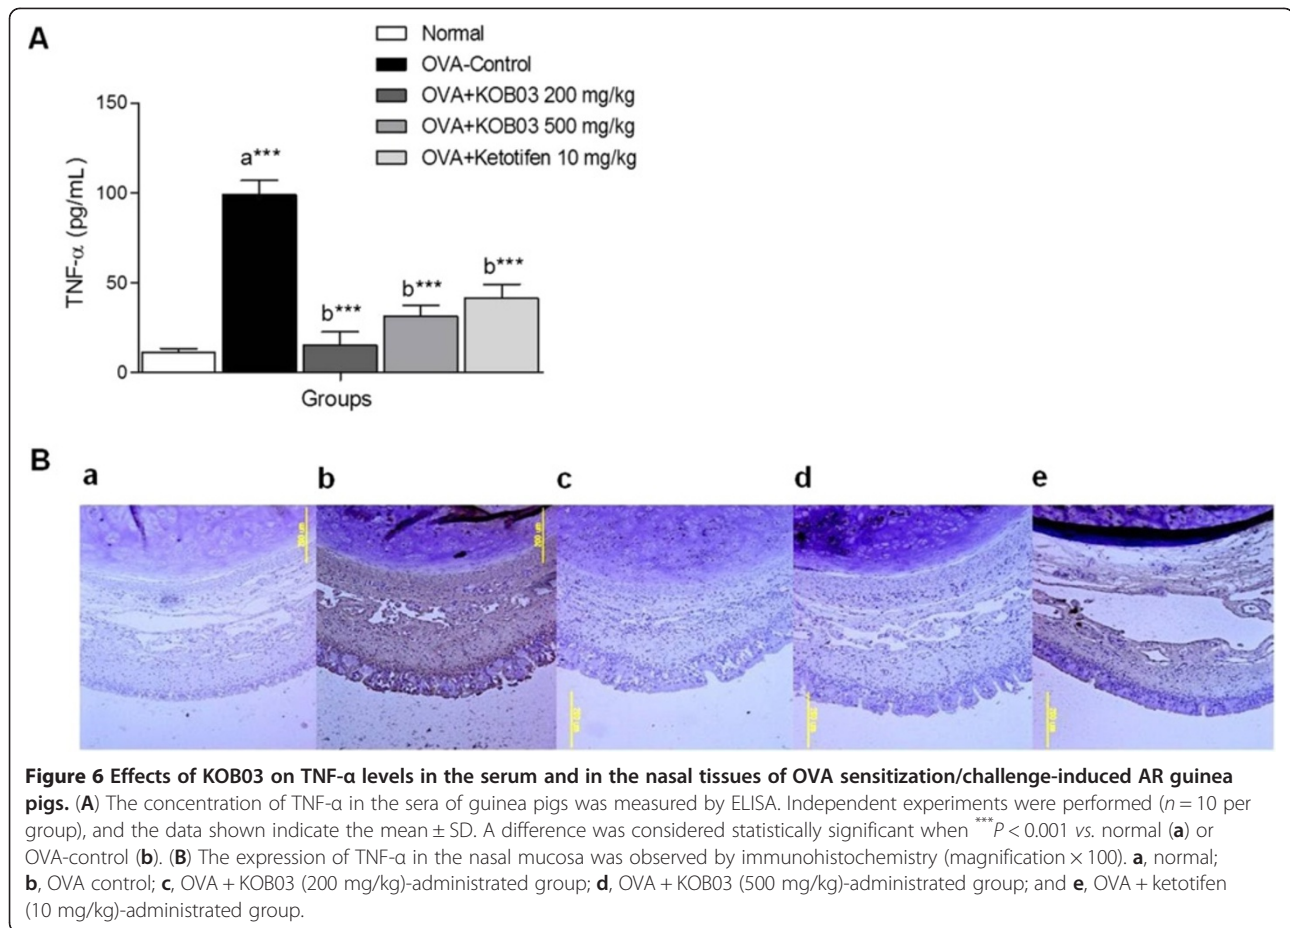 A
Normal
OVA-Control
OVA+KOB03 200 mg/kg
OVA+KOB03 500 mg/kg
OVA+Ketotifen 10 mg/kg
150
100
50
0
TNF-α (pg/mL)
a***
b***
b***
b***
Groups
B
a
b
c
d
e
Figure 6 Effects of KOB03 on TNF-α levels in the serum and in the nasal tissues of OVA sensitization/challenge-induced AR guinea
pigs. (A) The concentration of TNF-α in the sera of guinea pigs was measured by ELISA. Independent experiments were performed (n = 10 per
group), and the data shown indicate the mean ± SD. A difference was considered statistically significant when ***P < 0.001 vs. normal (a) or
OVA-control (b). (B) The expression of TNF-α in the nasal mucosa was observed by immunohistochemistry (magnification × 100). a, normal;
b, OVA control; c, OVA + KOB03 (200 mg/kg)-administrated group; d, OVA + KOB03 (500 mg/kg)-administrated group; and e, OVA + ketotifen
(10 mg/kg)-administrated group.